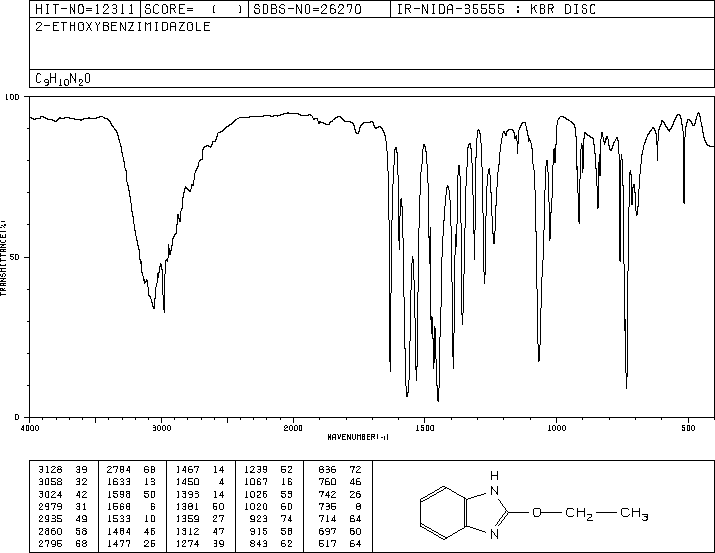 HIT-NO=12311 SCORE= ( ) SDBS-NO=26270 IR-NIDA-35555 : KBR DISC
2-ETHOXYBENZIMIDAZOLE
C9H10N2O
100
TRANSMITTANCE(%)
50
0
4000 3000 2000 1500 1000 500
WAVENUMBER(-1)
3128 39 2784 68 1467 14 1239 52 836 72
3058 32 1633 13 1450 4 1067 16 760 46
3024 42 1598 50 1393 14 1026 53 742 26
2979 31 1568 6 1381 50 1020 60 735 8
2935 49 1533 10 1359 27 923 74 714 64
2860 58 1484 46 1312 47 915 58 697 60
2795 68 1477 26 1274 39 843 62 517 64
H
N
O CH2 CH3
N